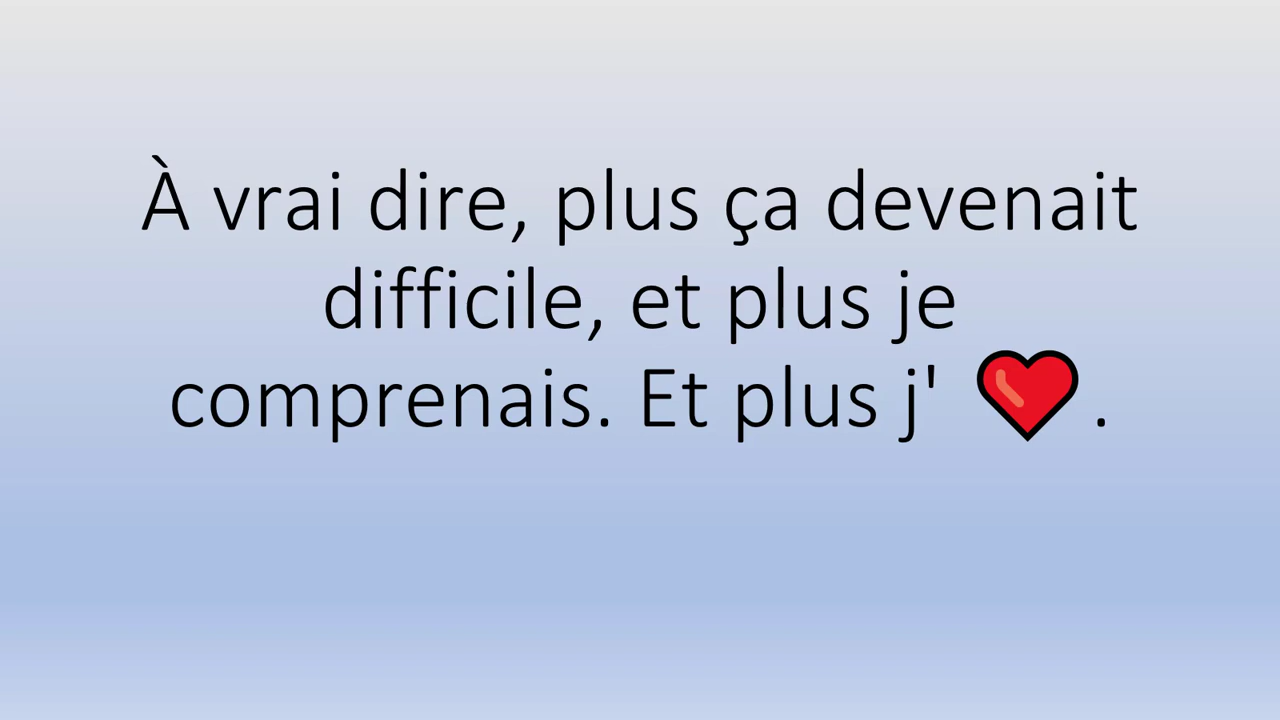 À vrai dire, plus ça devenait
difficile, et plus je
comprenais. Et plus j' ❤️.